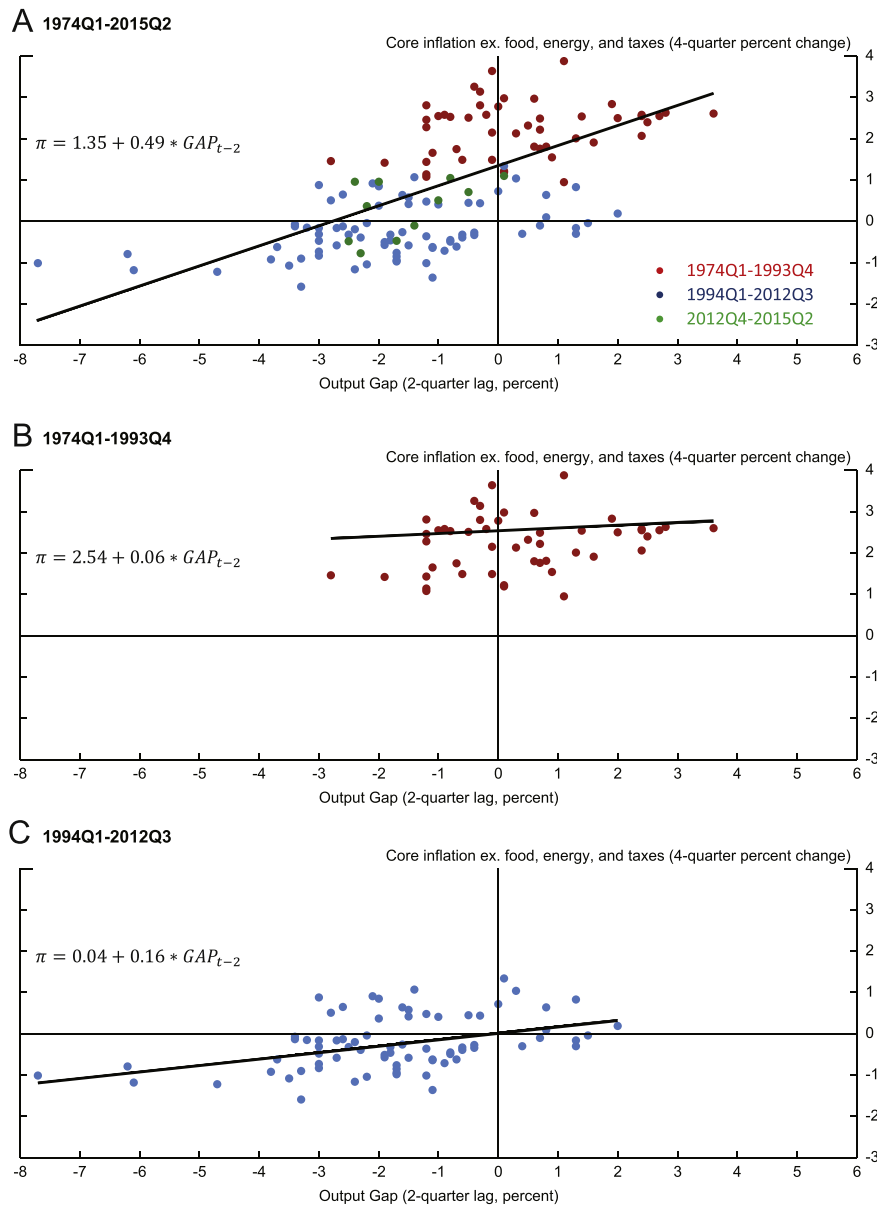 A 1974Q1-2015Q2
Core inflation ex. food, energy, and taxes (4-quarter percent change)
4
3
2
1
0
-1
-2
-3
π = 1.35 + 0.49 ∗ GAPt−2
1974Q1-1993Q4
1994Q1-2012Q3
2012Q4-2015Q2
-8 -7 -6 -5 -4 -3 -2 -1 0 1 2 3 4 5 6
Output Gap (2-quarter lag, percent)
B 1974Q1-1993Q4
Core inflation ex. food, energy, and taxes (4-quarter percent change)
4
3
2
1
0
-1
-2
-3
π = 2.54 + 0.06 ∗ GAPt−2
-8 -7 -6 -5 -4 -3 -2 -1 0 1 2 3 4 5 6
Output Gap (2-quarter lag, percent)
C 1994Q1-2012Q3
Core inflation ex. food, energy, and taxes (4-quarter percent change)
4
3
2
1
0
-1
-2
-3
π = 0.04 + 0.16 ∗ GAPt−2
-8 -7 -6 -5 -4 -3 -2 -1 0 1 2 3 4 5 6
Output Gap (2-quarter lag, percent)